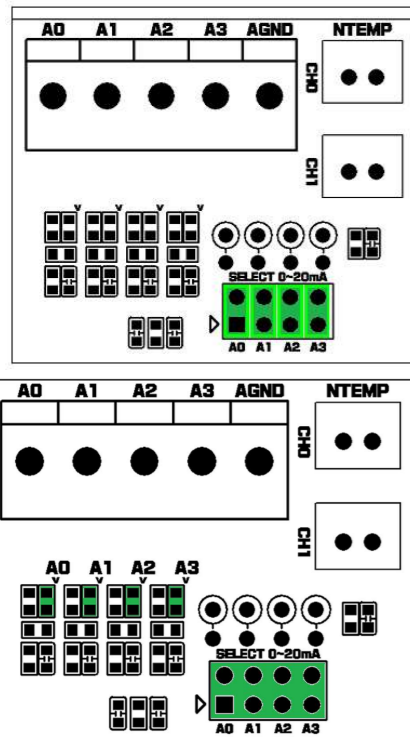 A0 A1 A2 A3 AGND NTEMP
CH0
CH1
v v v v
SELECT 0~20mA
A0 A1 A2 A3
A0 A1 A2 A3 AGND NTEMP
CH0
CH1
A0 A1 A2 A3
v v v v
SELECT 0~20mA
A0 A1 A2 A3